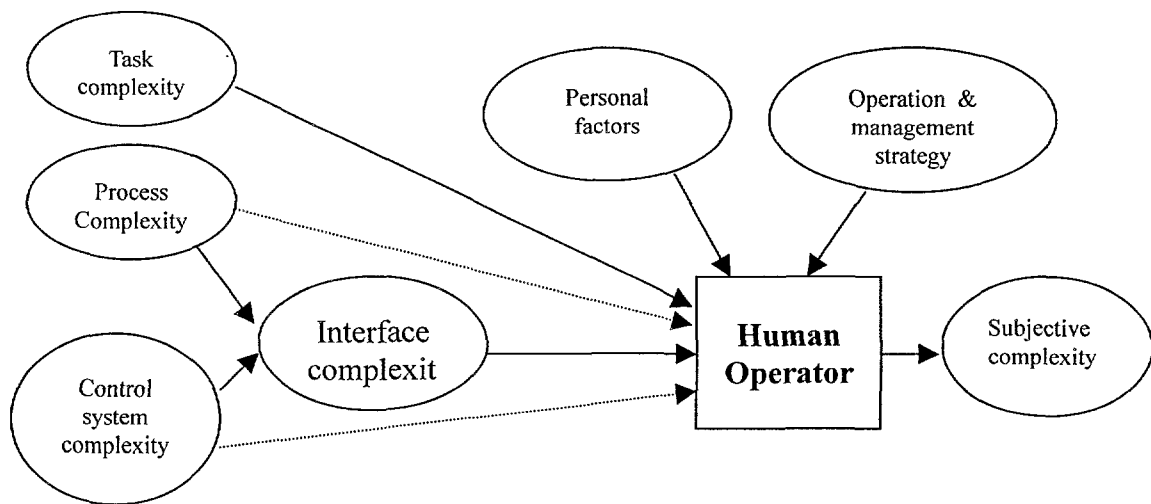 Task
complexity
Personal
factors
Operation &
management
strategy
Process
Complexity
Interface
complexit
Human
Operator
Subjective
complexity
Control
system
complexity